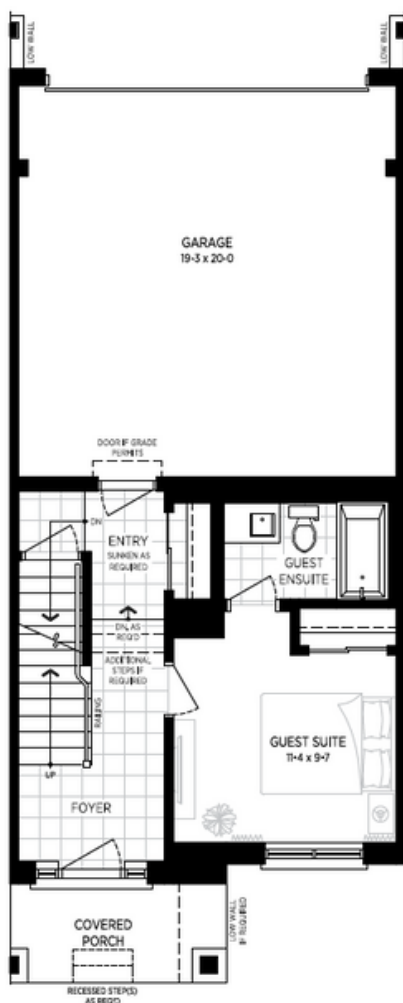 LOW WALL
LOW WALL
GARAGE
19-3 x 20-0
DOOR IF GRADE
PERMITS
DN
ENTRY
SUNKEN AS
REQUIRED
GUEST
ENSUITE
DN, AS
REQ'D
ADDITIONAL
STEPS IF
REQUIRED
RAILING
UP
GUEST SUITE
11-4 x 9-7
FOYER
COVERED
PORCH
LOW WALL
IF REQUIRED
RECESSED STEP(S)
AS REQ'D